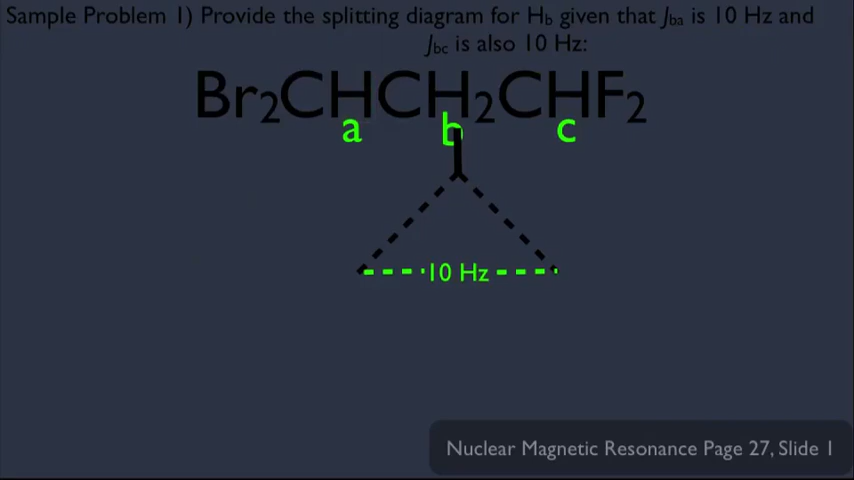 Sample Problem 1) Provide the splitting diagram for Hb given that Jba is 10 Hz and
Jbc is also 10 Hz:
Br₂CHCH₂CHF₂
a b c
10 Hz
Nuclear Magnetic Resonance Page 27, Slide 1